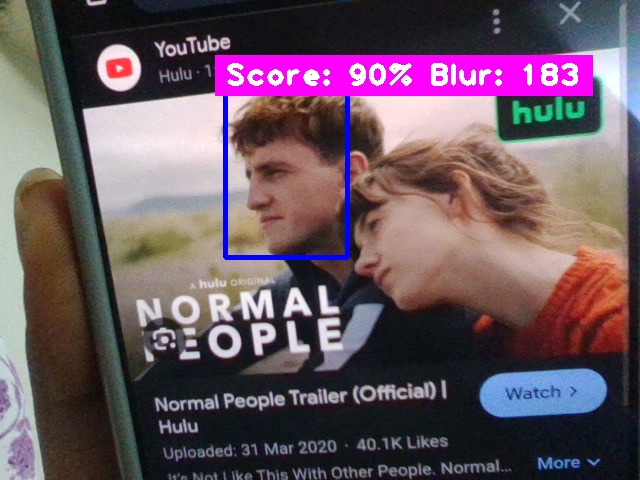 YouTube
Hulu · 1
Score: 90% Blur: 183
hulu
A hulu ORIGINAL
NORMAL
PEOPLE
Normal People Trailer (Official) |
Hulu
Watch >
Uploaded: 31 Mar 2020 · 40.1K Likes
It's Not Like This With Other People. Normal...
More